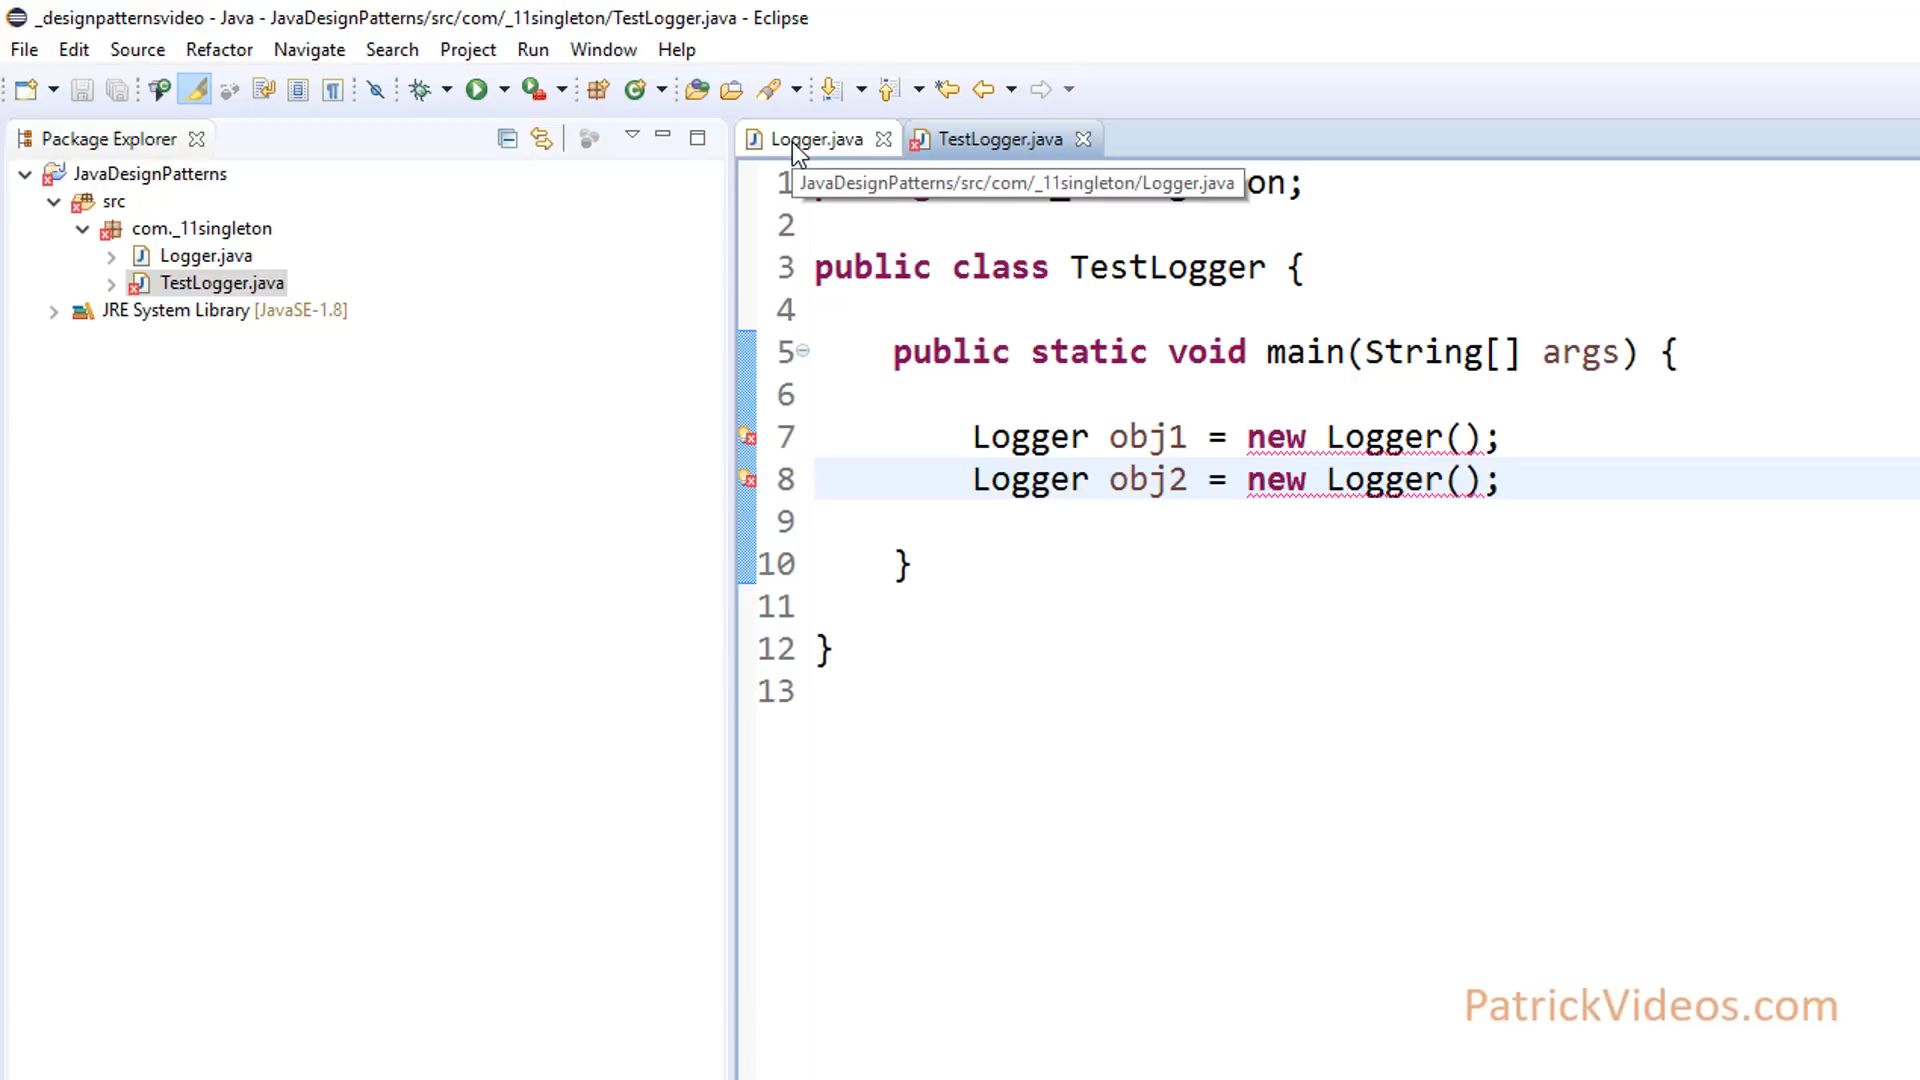 _designpatternsvideo - Java - JavaDesignPatterns/src/com/_11singleton/TestLogger.java - Eclipse
File Edit Source Refactor Navigate Search Project Run Window Help
Package Explorer
JavaDesignPatterns
src
com._11singleton
Logger.java
TestLogger.java
JRE System Library [JavaSE-1.8]
Logger.java TestLogger.java
JavaDesignPatterns/src/com/_11singleton/Logger.java
1 on;
2
3 public class TestLogger {
4
5 public static void main(String[] args) {
6
7 Logger obj1 = new Logger();
8 Logger obj2 = new Logger();
9
10 }
11
12 }
13
PatrickVideos.com